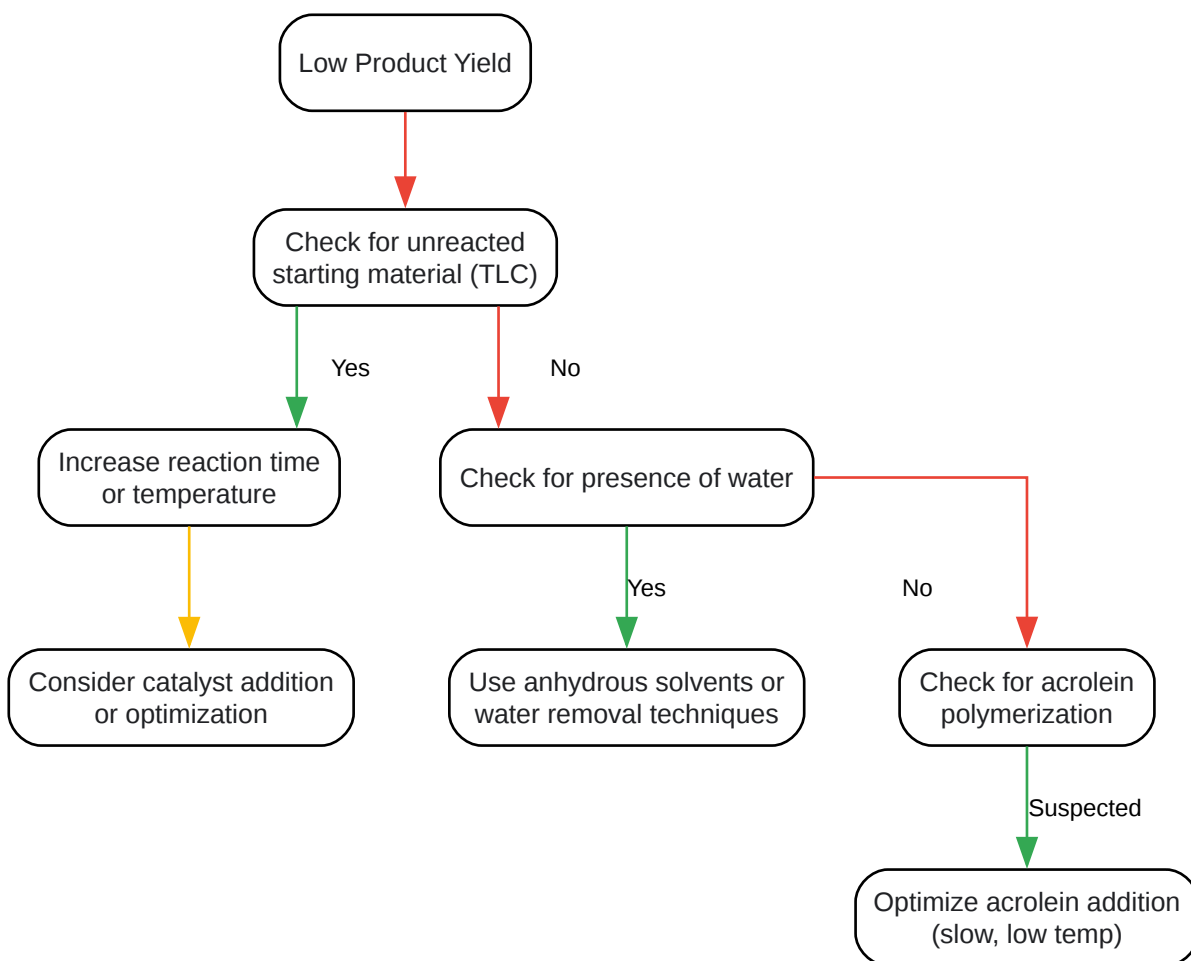 Low Product Yield
Check for unreacted
starting material (TLC)
Yes
No
Increase reaction time
or temperature
Check for presence of water
Yes
No
Consider catalyst addition
or optimization
Use anhydrous solvents or
water removal techniques
Check for acrolein
polymerization
Suspected
Optimize acrolein addition
(slow, low temp)